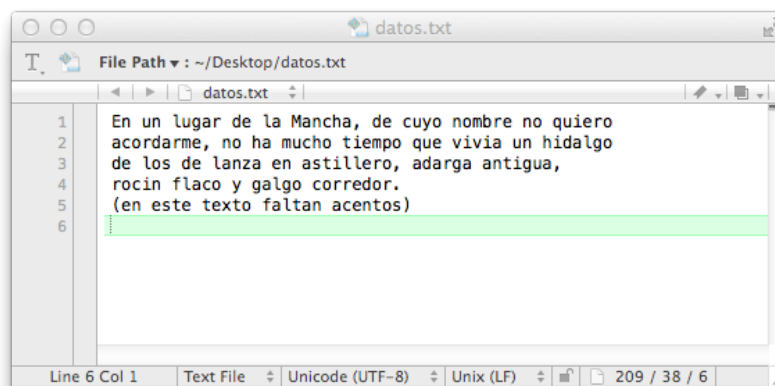 datos.txt
File Path ▾ : ~/Desktop/datos.txt
datos.txt
1 En un lugar de la Mancha, de cuyo nombre no quiero
2 acordarme, no ha mucho tiempo que vivia un hidalgo
3 de los de lanza en astillero, adarga antigua,
4 rocin flaco y galgo corredor.
5 (en este texto faltan acentos)
6
Line 6 Col 1 Text File Unicode (UTF-8) Unix (LF) 209 / 38 / 6